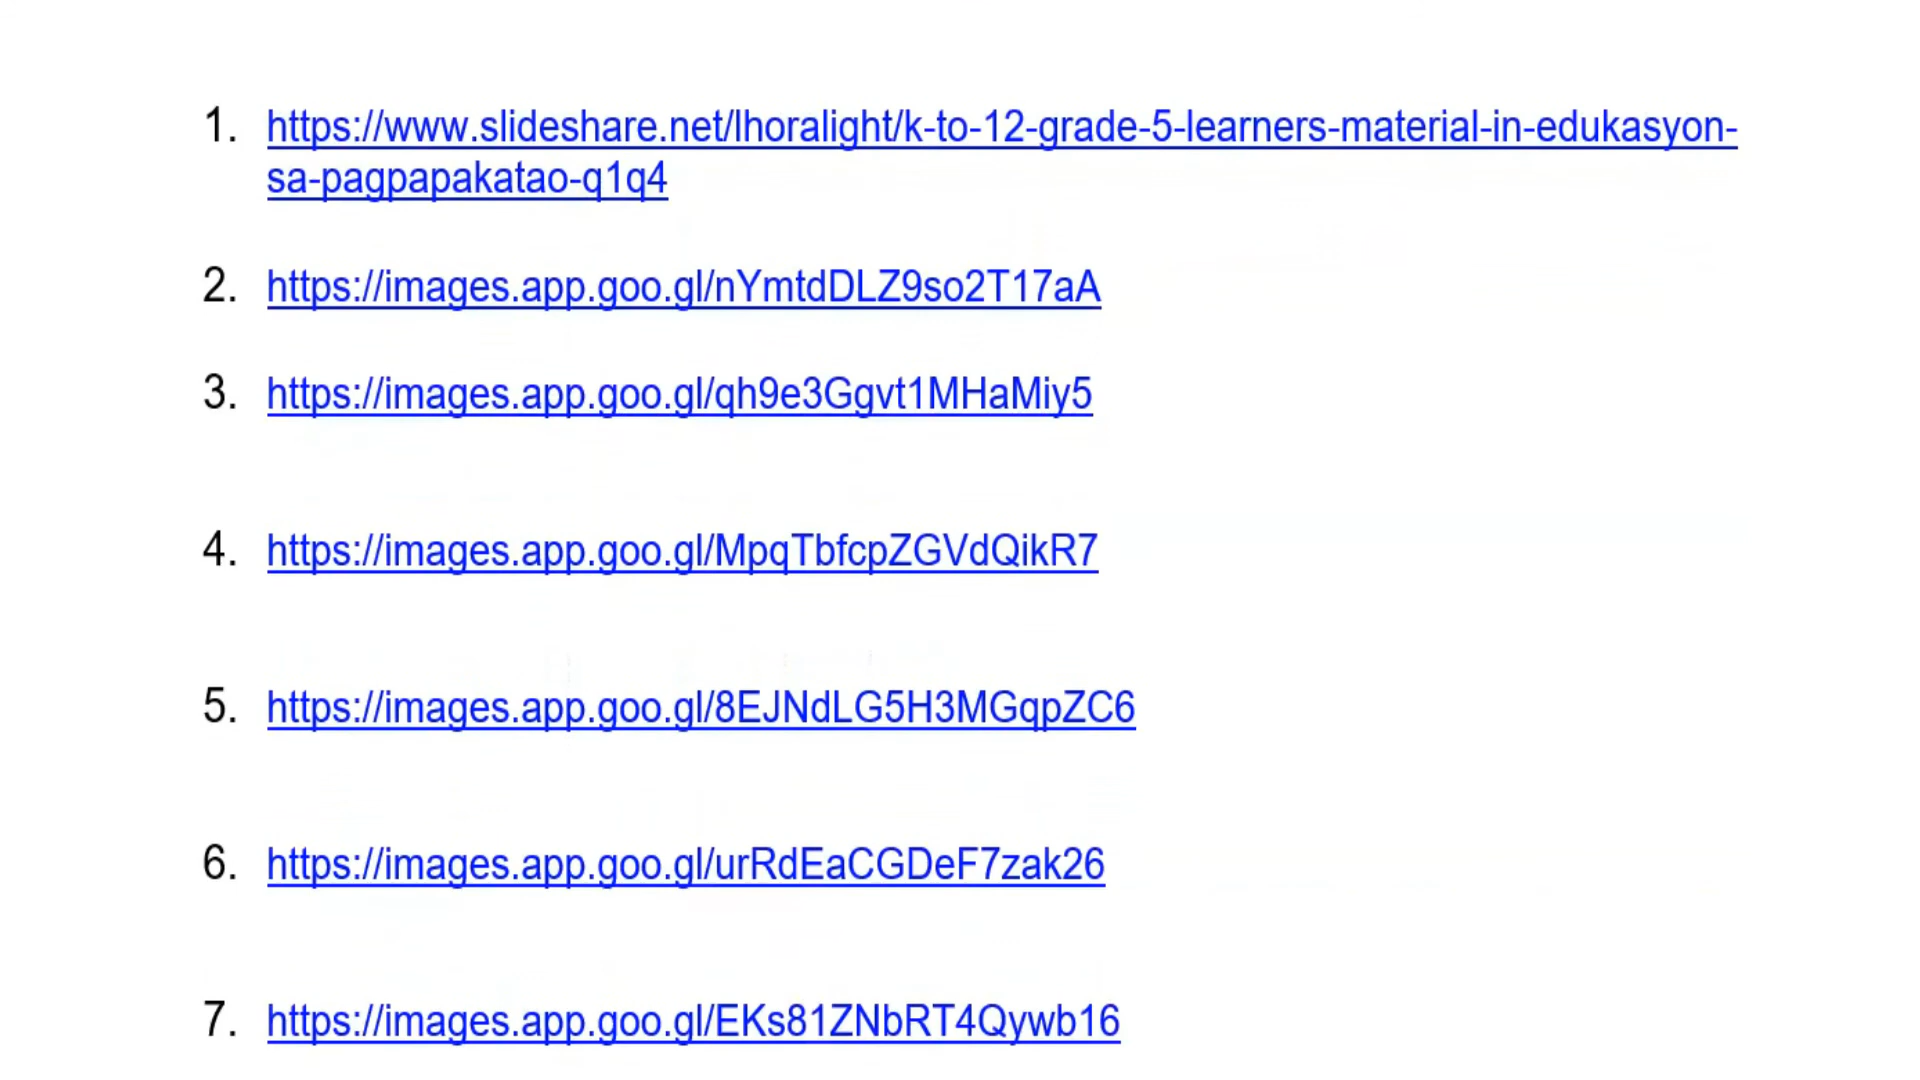 1. https://www.slideshare.net/lhoralight/k-to-12-grade-5-learners-material-in-edukasyon-
sa-pagpapakatao-q1q4
2. https://images.app.goo.gl/nYmtdDLZ9so2T17aA
3. https://images.app.goo.gl/qh9e3Ggvt1MHaMiy5
4. https://images.app.goo.gl/MpqTbfcpZGVdQikR7
5. https://images.app.goo.gl/8EJNdLG5H3MGqpZC6
6. https://images.app.goo.gl/urRdEaCGDeF7zak26
7. https://images.app.goo.gl/EKs81ZNbRT4Qywb16